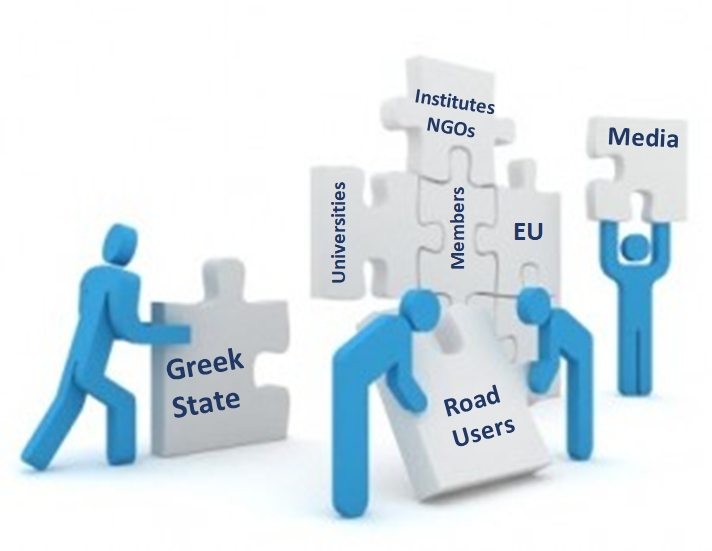 Institutes
NGOs
Media
Universities
Members
EU
Greek
State
Road
Users